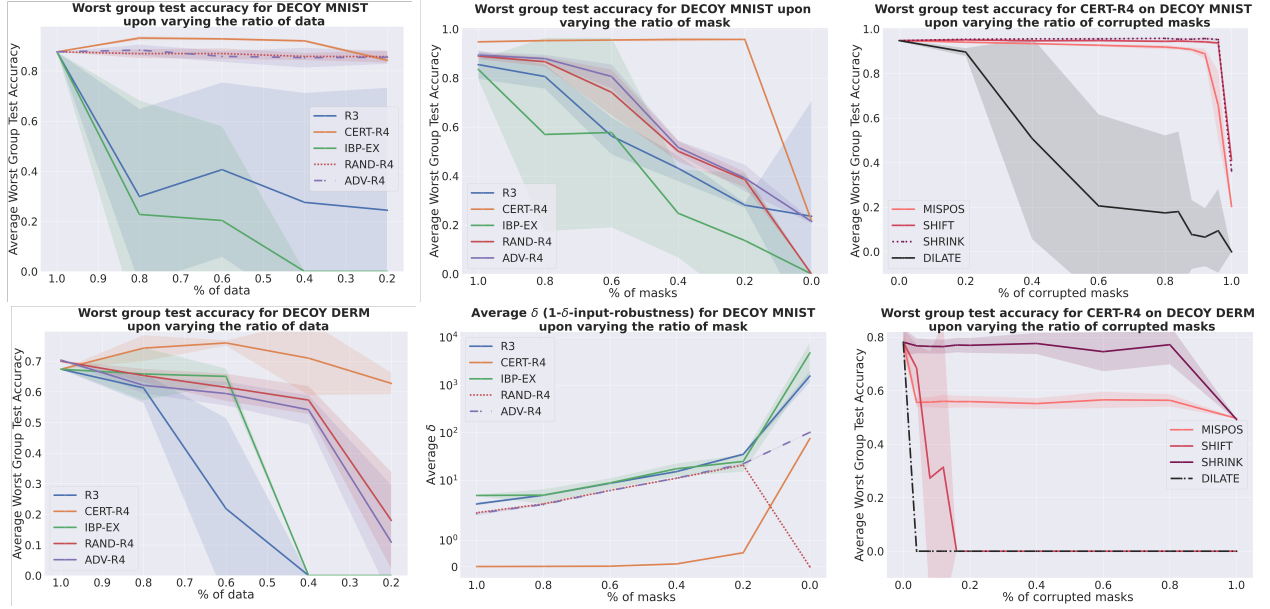 Worst group test accuracy for DECOY MNIST
upon varying the ratio of data
Average Worst Group Test Accuracy
0.8
0.6
0.4
0.2
0.0
R3
CERT-R4
IBP-EX
RAND-R4
ADV-R4
1.0 0.9 0.8 0.7 0.6 0.5 0.4 0.3 0.2
% of data
Worst group test accuracy for DECOY MNIST upon
varying the ratio of mask
Average Worst Group Test Accuracy
1.0
0.8
0.6
0.4
0.2
0.0
R3
CERT-R4
IBP-EX
RAND-R4
ADV-R4
1.0 0.8 0.6 0.4 0.2 0.0
% of masks
Worst group test accuracy for CERT-R4 on DECOY MNIST
upon varying the ratio of corrupted masks
Average Worst Group Test Accuracy
1.0
0.8
0.6
0.4
0.2
0.0
MISPOS
SHIFT
SHRINK
DILATE
0.0 0.2 0.4 0.6 0.8 1.0
% of corrupted masks
Worst group test accuracy for DECOY DERM
upon varying the ratio of data
Average Worst Group Test Accuracy
0.7
0.6
0.5
0.4
0.3
0.2
0.1
0.0
R3
CERT-R4
IBP-EX
RAND-R4
ADV-R4
1.0 0.9 0.8 0.7 0.6 0.5 0.4 0.3 0.2
% of data
Average δ (1-δ-input-robustness) for DECOY MNIST
upon varying the ratio of mask
Average δ
10⁴
10³
10²
10¹
10⁰
0
R3
CERT-R4
IBP-EX
RAND-R4
ADV-R4
1.0 0.8 0.6 0.4 0.2 0.0
% of masks
Worst group test accuracy for CERT-R4 on DECOY DERM
upon varying the ratio of corrupted masks
Average Worst Group Test Accuracy
0.8
0.6
0.4
0.2
0.0
MISPOS
SHIFT
SHRINK
DILATE
0.0 0.2 0.4 0.6 0.8 1.0
% of corrupted masks